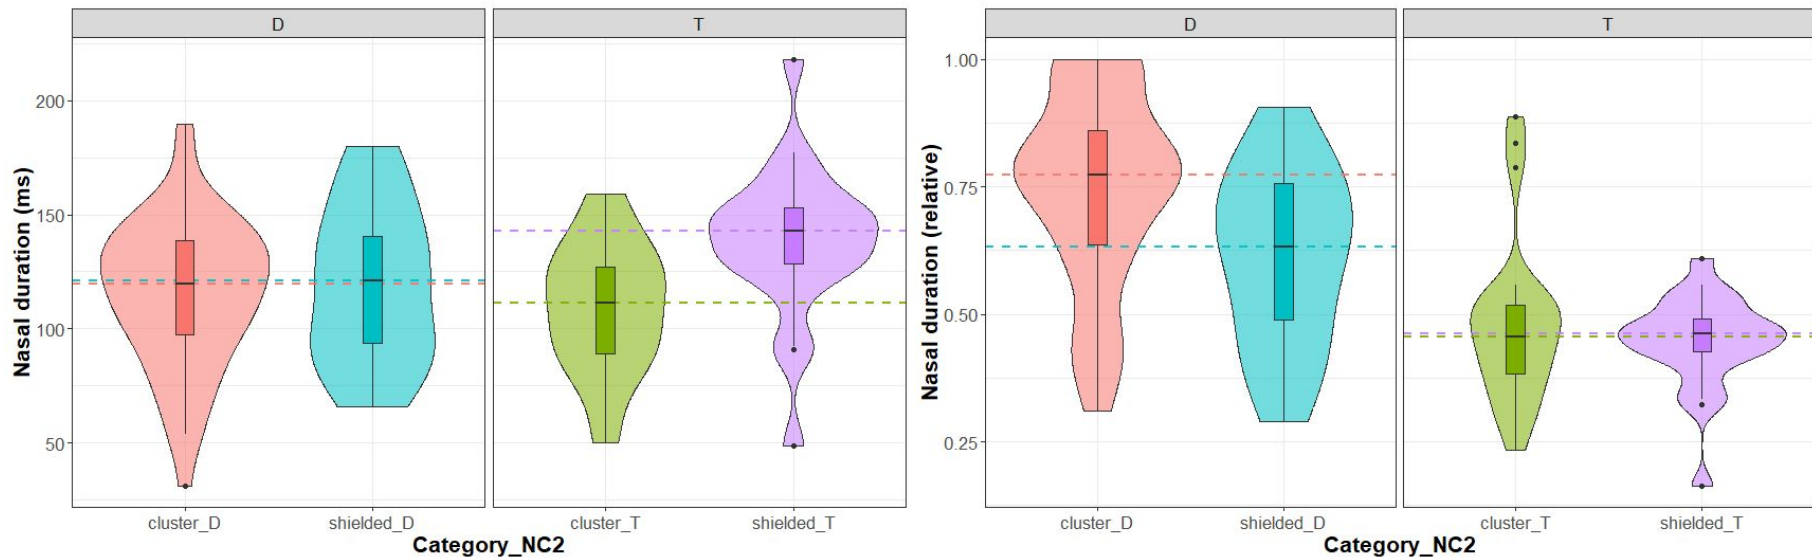 D T
Nasal duration (ms)
200
150
100
50
cluster_D shielded_D cluster_T shielded_T
Category_NC2
D T
Nasal duration (relative)
1.00
0.75
0.50
0.25
cluster_D shielded_D cluster_T shielded_T
Category_NC2